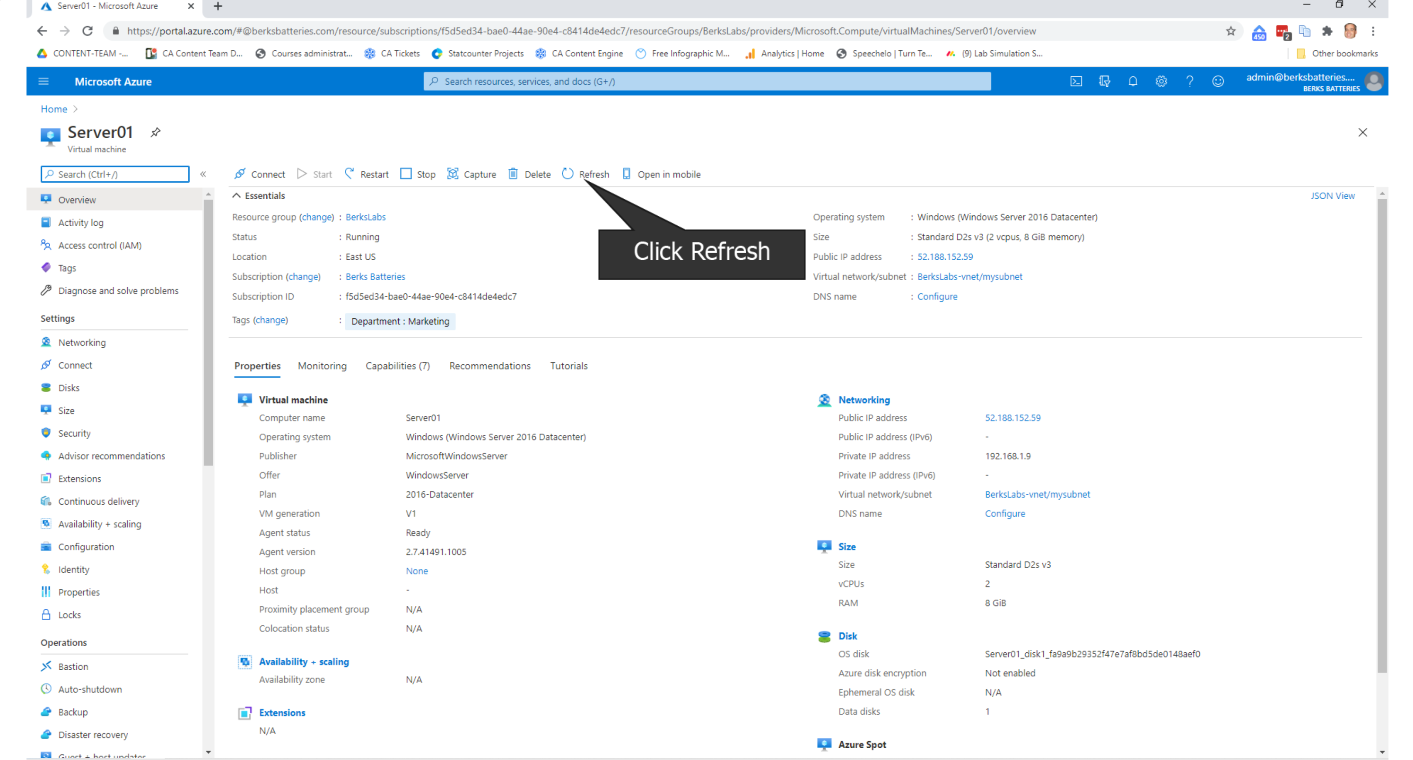 Server01 - Microsoft Azure
https://portal.azure.com/#@berksbatteries.com/resource/subscriptions/f5d5ed34-bae0-44ae-90e4-c8414de4edc7/resourceGroups/BerksLabs/providers/Microsoft.Compute/virtualMachines/Server01/overview
450
2
CONTENT-TEAM -... CA Content Team D... Courses administrat... CA Tickets Statcounter Projects CA Content Engine Free Infographic M... Analytics | Home Speechelo | Turn Te... (9) Lab Simulation S... Other bookmarks
Microsoft Azure Search resources, services, and docs (G+/) admin@berksbatteries....
BERKS BATTERIES
Home >
Server01
Virtual machine
Search (Ctrl+/) « Connect Start Restart Stop Capture Delete Refresh Open in mobile
Overview
Activity log
Access control (IAM)
Tags
Diagnose and solve problems
Settings
Networking
Connect
Disks
Size
Security
Advisor recommendations
Extensions
Continuous delivery
Availability + scaling
Configuration
Identity
Properties
Locks
Operations
Bastion
Auto-shutdown
Backup
Disaster recovery
Guest + host updates
Essentials JSON View
Resource group (change) : BerksLabs
Status : Running
Location : East US
Subscription (change) : Berks Batteries
Subscription ID : f5d5ed34-bae0-44ae-90e4-c8414de4edc7
Tags (change) : Department : Marketing
Click Refresh
Operating system : Windows (Windows Server 2016 Datacenter)
Size : Standard D2s v3 (2 vcpus, 8 GiB memory)
Public IP address : 52.188.152.59
Virtual network/subnet : BerksLabs-vnet/mysubnet
DNS name : Configure
Properties Monitoring Capabilities (7) Recommendations Tutorials
Virtual machine
Computer name Server01
Operating system Windows (Windows Server 2016 Datacenter)
Publisher MicrosoftWindowsServer
Offer WindowsServer
Plan 2016-Datacenter
VM generation V1
Agent status Ready
Agent version 2.7.41491.1005
Host group None
Host -
Proximity placement group N/A
Colocation status N/A
Availability + scaling
Availability zone N/A
Extensions
N/A
Networking
Public IP address 52.188.152.59
Public IP address (IPv6) -
Private IP address 192.168.1.9
Private IP address (IPv6) -
Virtual network/subnet BerksLabs-vnet/mysubnet
DNS name Configure
Size
Size Standard D2s v3
vCPUs 2
RAM 8 GiB
Disk
OS disk Server01_disk1_fa9a9b29352f47e7af8bd5de0148aef0
Azure disk encryption Not enabled
Ephemeral OS disk N/A
Data disks 1
Azure Spot